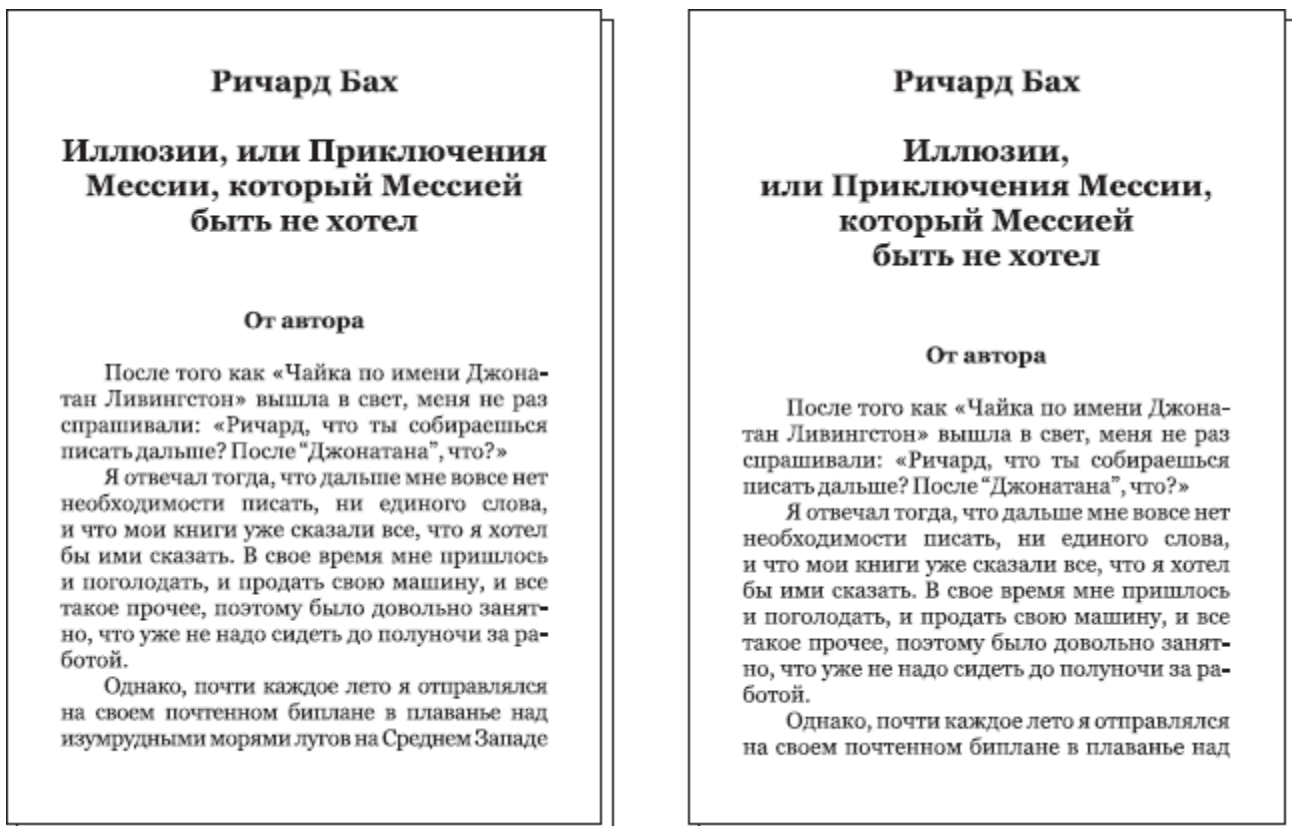 Ричард Бах
Иллюзии, или Приключения
Мессии, который Мессией
быть не хотел
От автора
После того как «Чайка по имени Джона-
тан Ливингстон» вышла в свет, меня не раз
спрашивали: «Ричард, что ты собираешься
писать дальше? После “Джонатана”, что?»
Я отвечал тогда, что дальше мне вовсе нет
необходимости писать, ни единого слова,
и что мои книги уже сказали все, что я хотел
бы ими сказать. В свое время мне пришлось
и поголодать, и продать свою машину, и все
такое прочее, поэтому было довольно занят-
но, что уже не надо сидеть до полуночи за ра-
ботой.
Однако, почти каждое лето я отправлялся
на своем почтенном биплане в плаванье над
изумрудными морями лугов на Среднем Западе
Ричард Бах
Иллюзии,
или Приключения Мессии,
который Мессией
быть не хотел
От автора
После того как «Чайка по имени Джона-
тан Ливингстон» вышла в свет, меня не раз
спрашивали: «Ричард, что ты собираешься
писать дальше? После “Джонатана”, что?»
Я отвечал тогда, что дальше мне вовсе нет
необходимости писать, ни единого слова,
и что мои книги уже сказали все, что я хотел
бы ими сказать. В свое время мне пришлось
и поголодать, и продать свою машину, и все
такое прочее, поэтому было довольно занят-
но, что уже не надо сидеть до полуночи за ра-
ботой.
Однако, почти каждое лето я отправлялся
на своем почтенном биплане в плаванье над